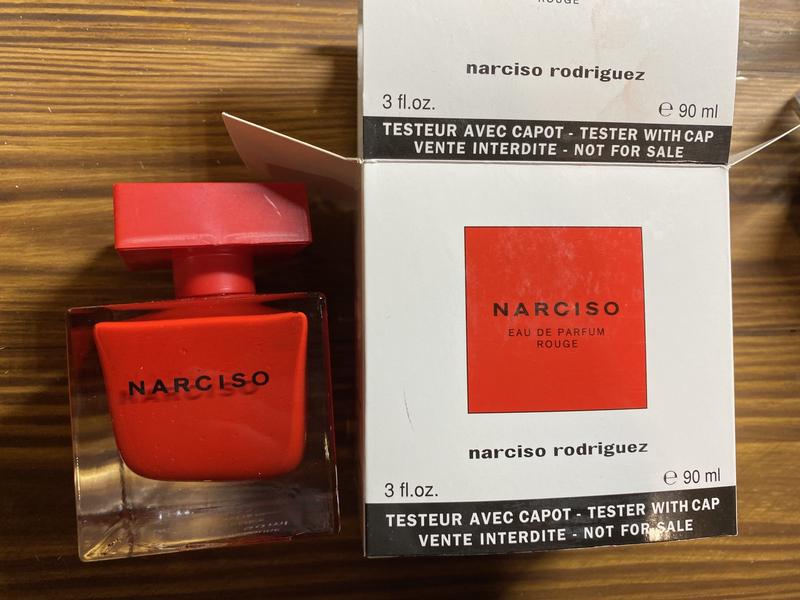 ROUGE
narciso rodriguez
3 fl.oz.
℮ 90 ml
TESTEUR AVEC CAPOT - TESTER WITH CAP
VENTE INTERDITE - NOT FOR SALE
NARCISO
EAU DE PARFUM
ROUGE
narciso rodriguez
3 fl.oz.
℮ 90 ml
TESTEUR AVEC CAPOT - TESTER WITH CAP
VENTE INTERDITE - NOT FOR SALE
NARCISO